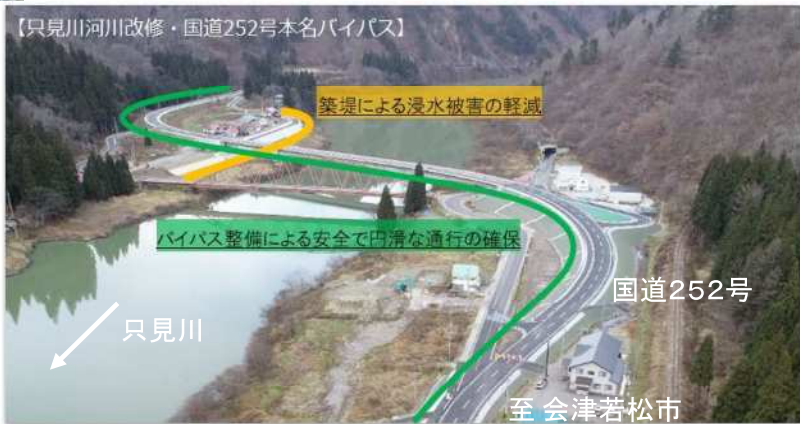 【只見川河川改修・国道252号本名バイパス】
築堤による浸水被害の軽減
バイパス整備による安全で円滑な通行の確保
国道252号
只見川
至 会津若松市